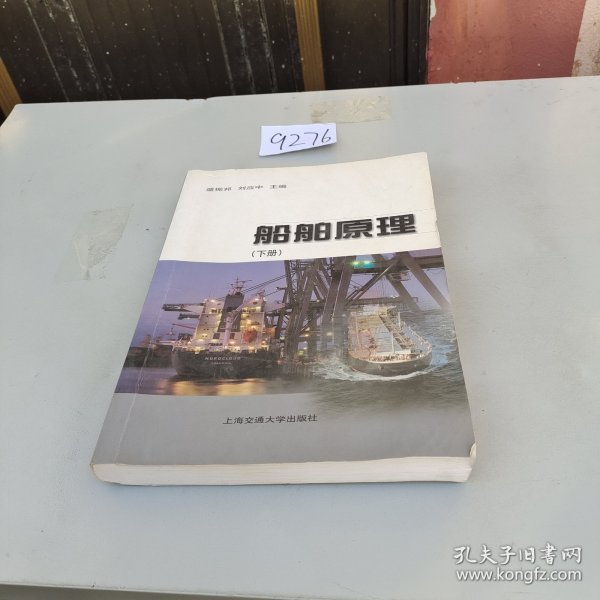 9276
盛振邦 刘应中 主编
船舶原理
(下册)
NORDCLOUD
上海交通大学出版社
孔夫子旧书网
www.kongfz.com